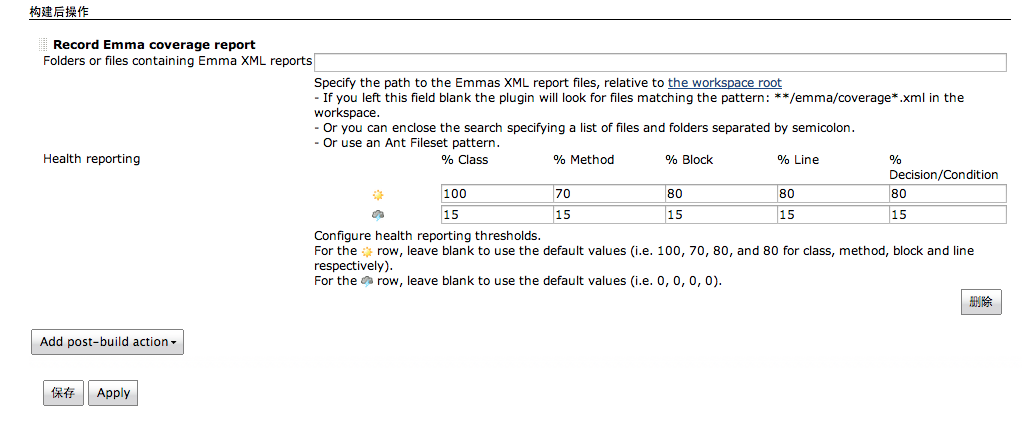 构建后操作
Record Emma coverage report
Folders or files containing Emma XML reports
Specify the path to the Emmas XML report files, relative to the workspace root
- If you left this field blank the plugin will look for files matching the pattern: **/emma/coverage*.xml in the
workspace.
- Or you can enclose the search specifying a list of files and folders separated by semicolon.
- Or use an Ant Fileset pattern.
Health reporting % Class % Method % Block % Line %
Decision/Condition
100 70 80 80 80
15 15 15 15 15
Configure health reporting thresholds.
For the row, leave blank to use the default values (i.e. 100, 70, 80, and 80 for class, method, block and line
respectively).
For the row, leave blank to use the default values (i.e. 0, 0, 0, 0).
删除
Add post-build action
保存 Apply